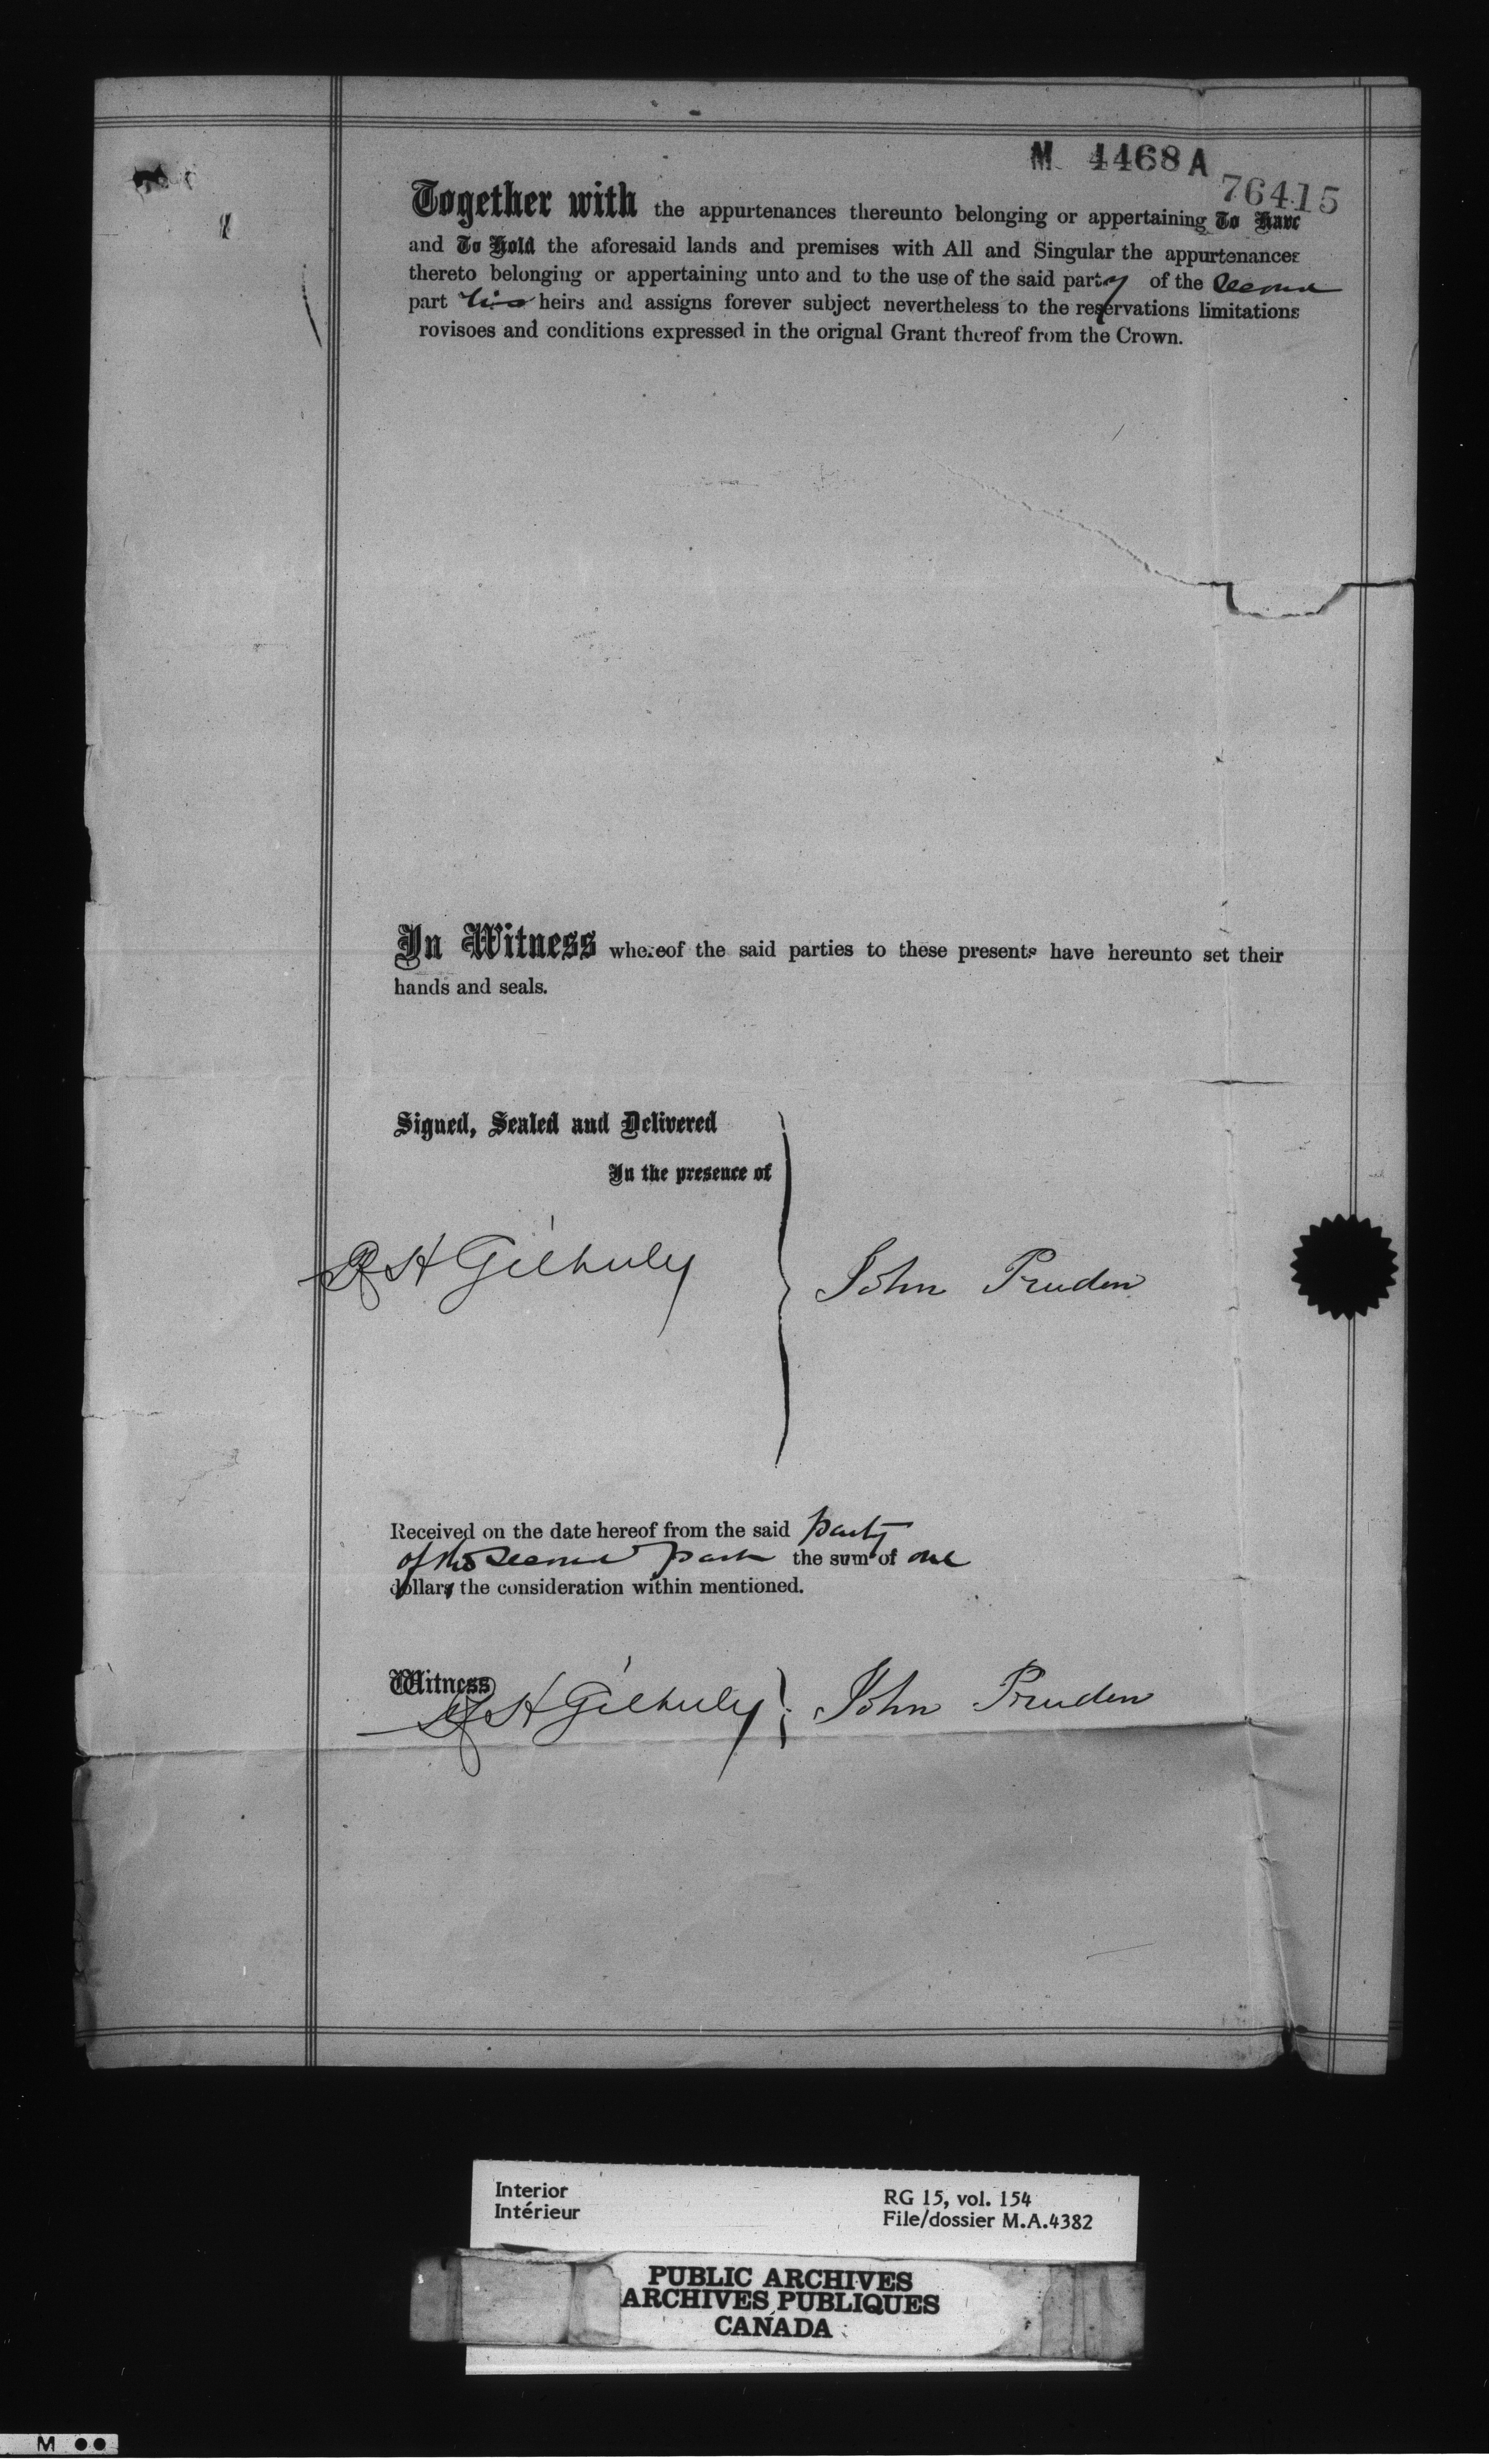 M 4468 A
76415
Together with the appurtenances thereunto belonging or appertaining To Have
and To Hold the aforesaid lands and premises with All and Singular the appurtenances
thereto belonging or appertaining unto and to the use of the said party of the Second
part his heirs and assigns forever subject nevertheless to the reservations limitations
rovisoes and conditions expressed in the orignal Grant thereof from the Crown.
In Witness whereof the said parties to these presents have hereunto set their
hands and seals.
Signed, Sealed and Delivered
In the presence of
H Gilhuly
John Pruden
Received on the date hereof from the said party
of the Second part the sum of one
dollar, the consideration within mentioned.
Witness
H Gilhuly } John Pruden
Interior
Intérieur
RG 15, vol. 154
File/dossier M.A.4382
PUBLIC ARCHIVES
ARCHIVES PUBLIQUES
CANADA
M